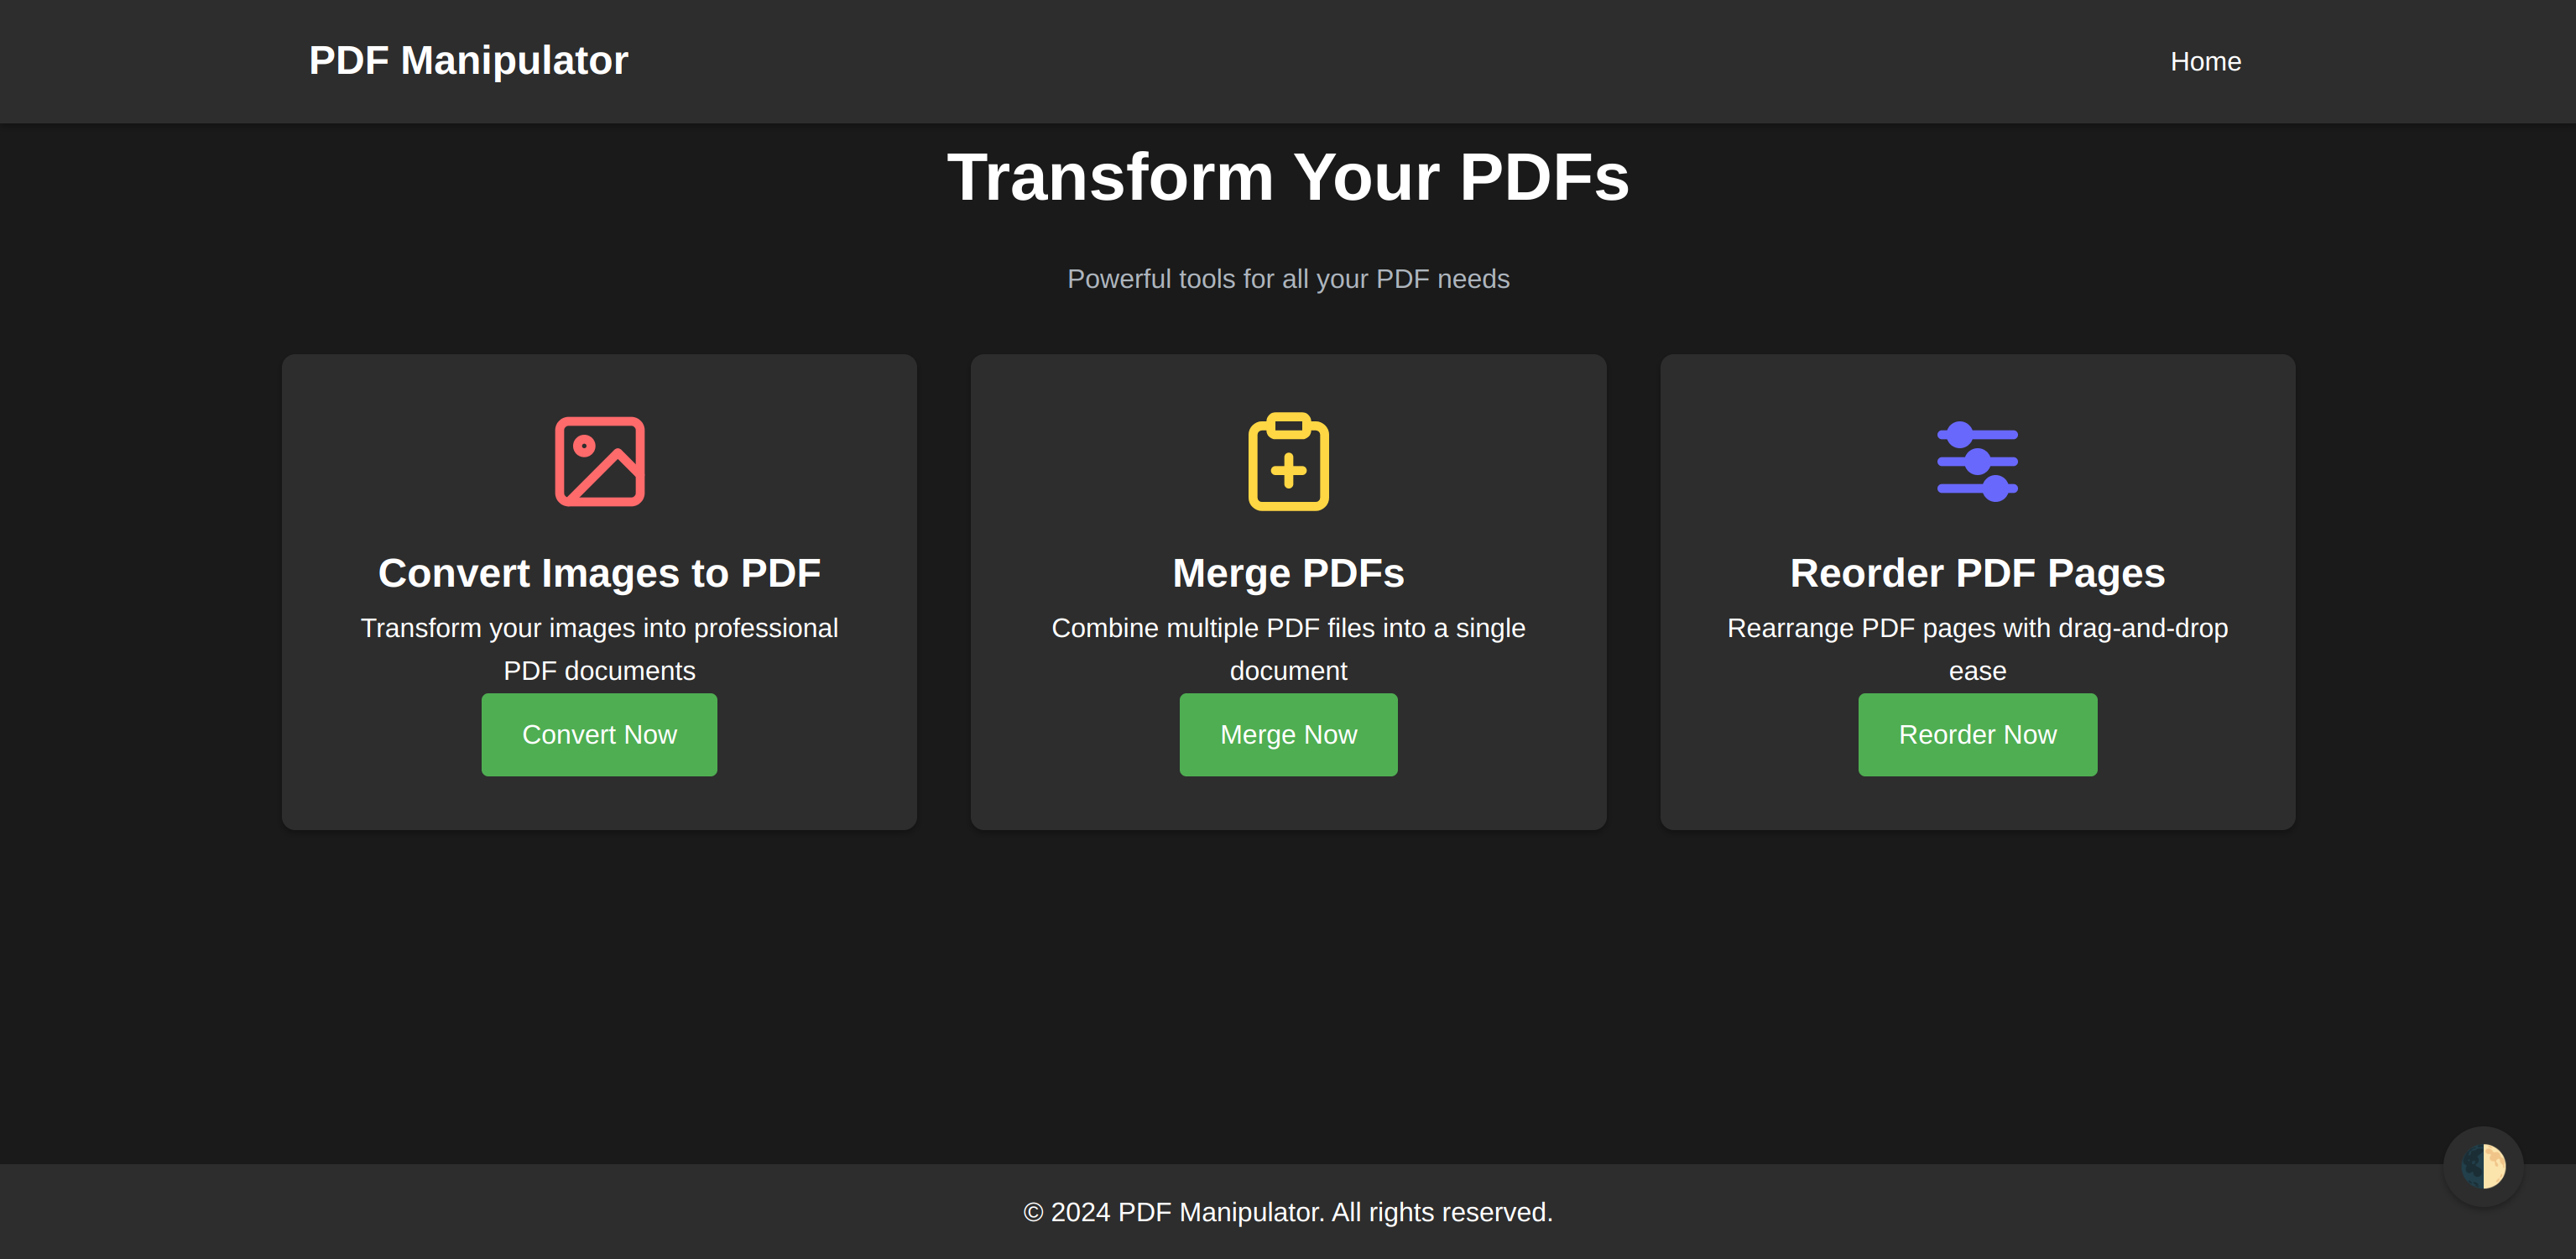 PDF Manipulator
Home
Transform Your PDFs
Powerful tools for all your PDF needs
Convert Images to PDF
Transform your images into professional
PDF documents
Convert Now
Merge PDFs
Combine multiple PDF files into a single
document
Merge Now
Reorder PDF Pages
Rearrange PDF pages with drag-and-drop
ease
Reorder Now
© 2024 PDF Manipulator. All rights reserved.